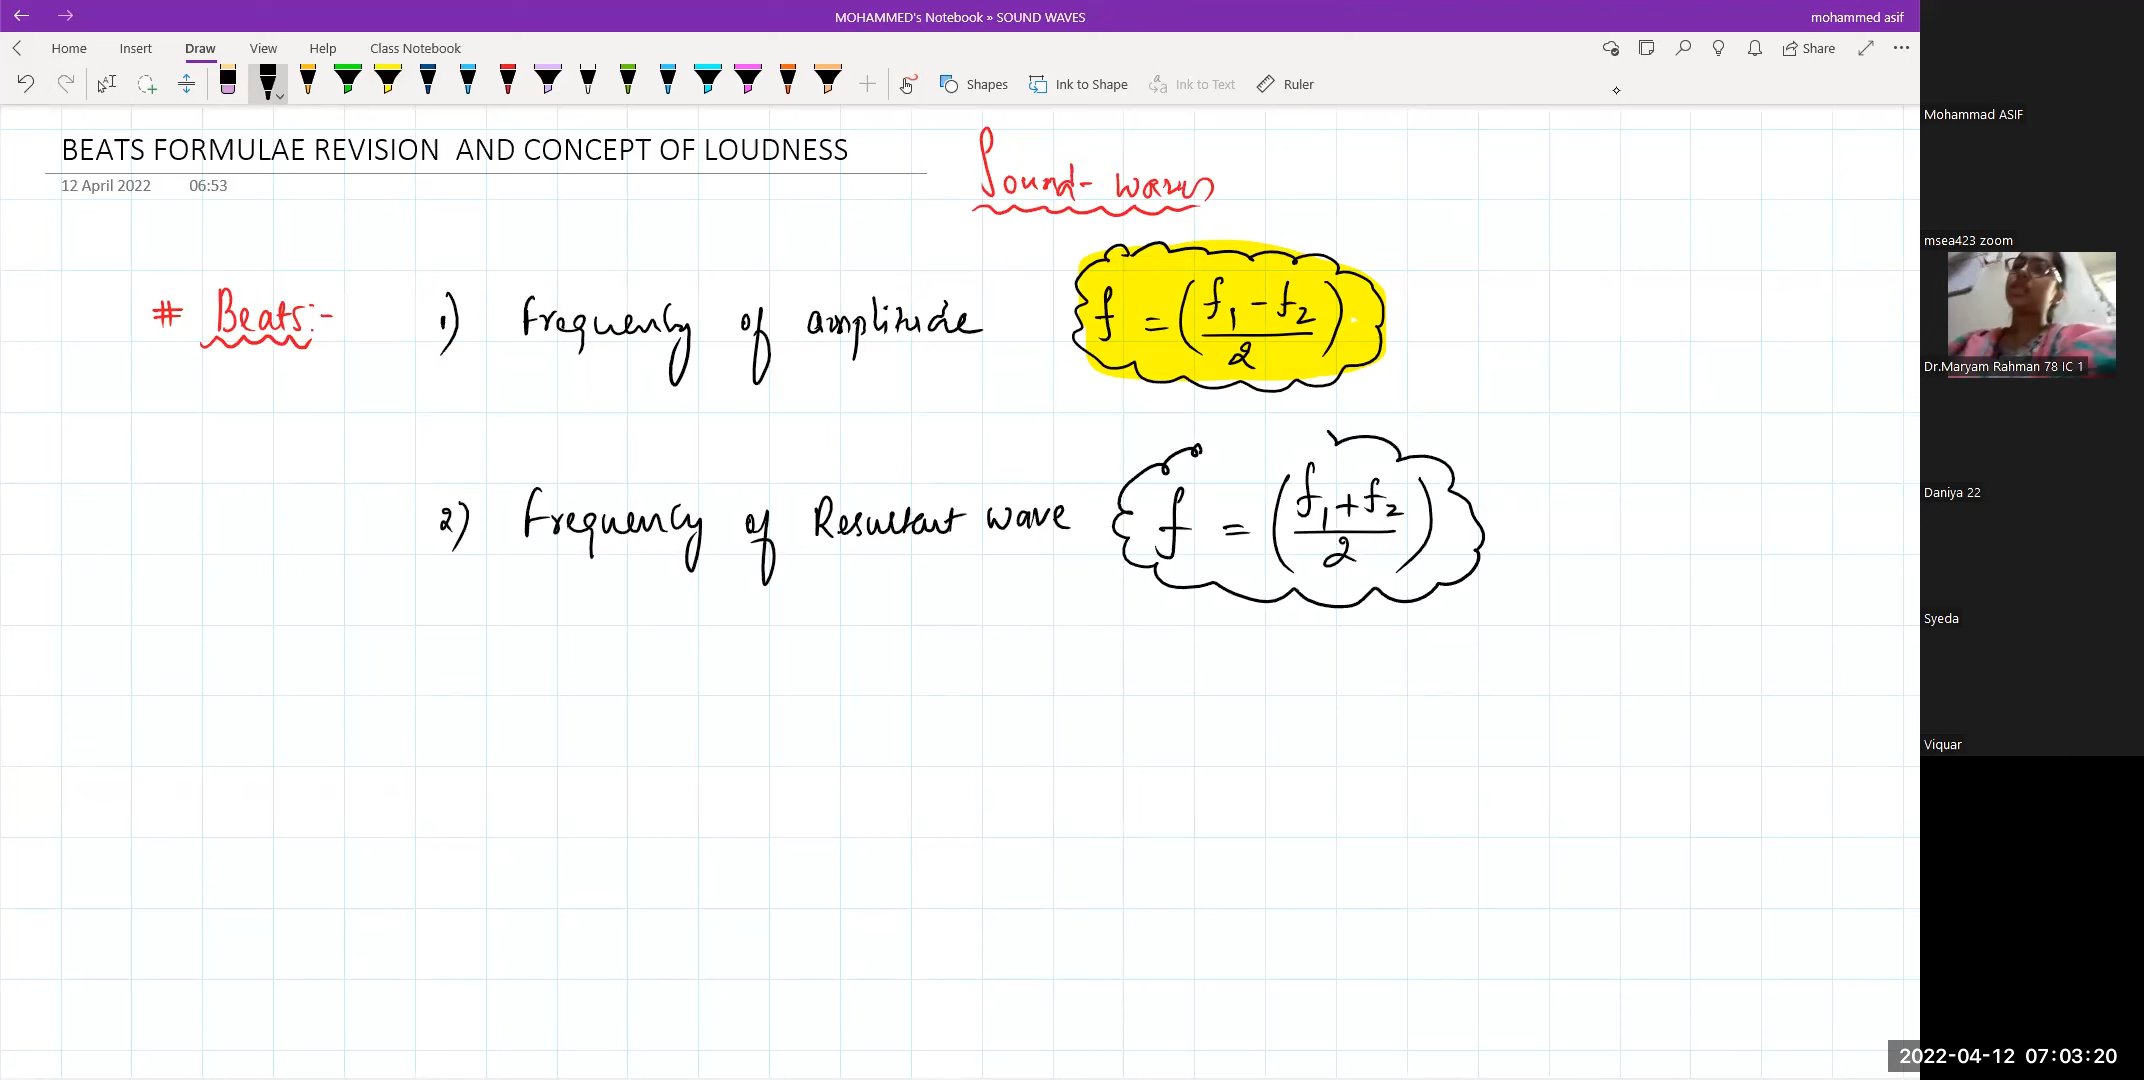 MOHAMMED's Notebook » SOUND WAVES
mohammed asif
Home Insert Draw View Help Class Notebook
Share
Shapes Ink to Shape Ink to Text Ruler
BEATS FORMULAE REVISION AND CONCEPT OF LOUDNESS
12 April 2022 06:53
Sound- waves
# Beats:- 1) Frequency of amplitude f = (f₁ - f₂ / 2)
2) Frequency of Resultant wave f = (f₁ + f₂ / 2)
Mohammad ASIF
msea423 zoom
Dr.Maryam Rahman 78 IC 1
Daniya 22
Syeda
Viquar
2022-04-12 07:03:20